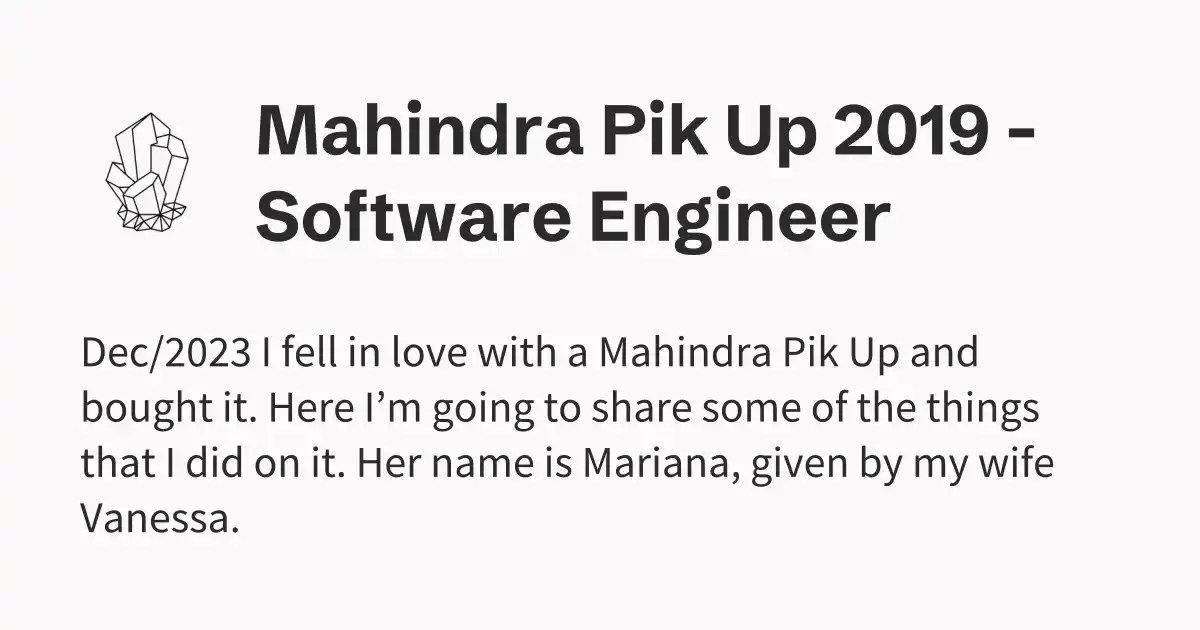 Mahindra Pik Up 2019 -
Software Engineer
Dec/2023 I fell in love with a Mahindra Pik Up and
bought it. Here I’m going to share some of the things
that I did on it. Her name is Mariana, given by my wife
Vanessa.